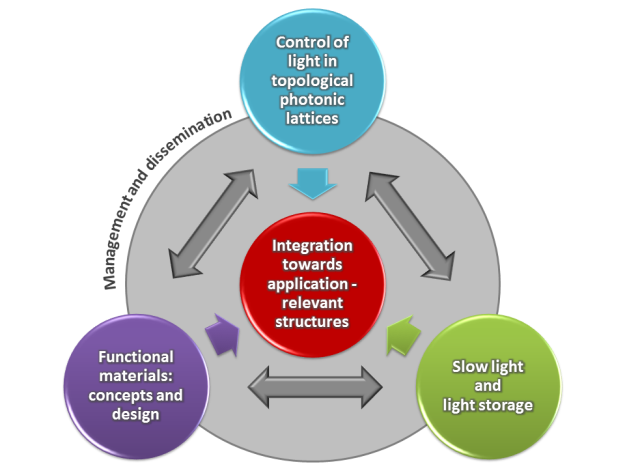 Control of
light in
topological
photonic
lattices
Management and dissemination
Integration
towards
application -
relevant
structures
Functional
materials:
concepts and
design
Slow light
and
light storage